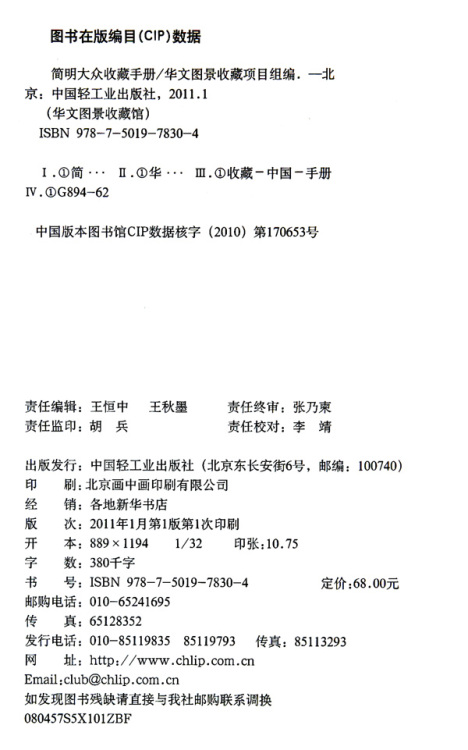 图书在版编目(CIP)数据
简明大众收藏手册/华文图景收藏项目组编．—北
京：中国轻工业出版社，2011.1
（华文图景收藏馆）
ISBN 978-7-5019-7830-4
Ⅰ.①简… Ⅱ.①华… Ⅲ.①收藏－中国－手册
Ⅳ.①G894-62
中国版本图书馆CIP数据核字（2010）第170653号
责任编辑：王恒中　王秋墨　　责任终审：张乃柬
责任监印：胡　兵　　责任校对：李　靖
出版发行：中国轻工业出版社（北京东长安街6号，邮编：100740）
印　　刷：北京画中画印刷有限公司
经　　销：各地新华书店
版　　次：2011年1月第1版第1次印刷
开　　本：889×1194　1/32　印张：10.75
字　　数：380千字
书　　号：ISBN 978-7-5019-7830-4　　定价：68.00元
邮购电话：010-65241695
传　　真：65128352
发行电话：010-85119835　85119793　传真：85113293
网　　址：http://www.chlip.com.cn
Email:club@chlip.com.cn
如发现图书残缺请直接与我社邮购联系调换
080457S5X101ZBF